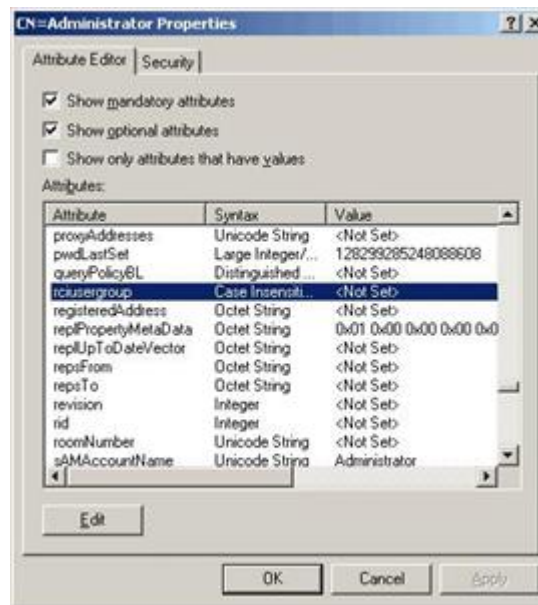 CN=Administrator Properties
Attribute Editor Security
Show mandatory attributes
Show optional attributes
Show only attributes that have values
Attributes:
Attribute Syntax Value
proxyAddresses Unicode String <Not Set>
pwdLastSet Large Integer/... 128299285248088608
queryPolicyBL Distinguished ... <Not Set>
rciusergroup Case Insensiti... <Not Set>
registeredAddress Octet String <Not Set>
replPropertyMetaData Octet String 0x01 0x00 0x00 0x00 0x0
replUpToDateVector Octet String <Not Set>
repsFrom Octet String <Not Set>
repsTo Octet String <Not Set>
revision Integer <Not Set>
rid Integer <Not Set>
roomNumber Unicode String <Not Set>
sAMAccountName Unicode String Administrator
Edit
OK Cancel Apply